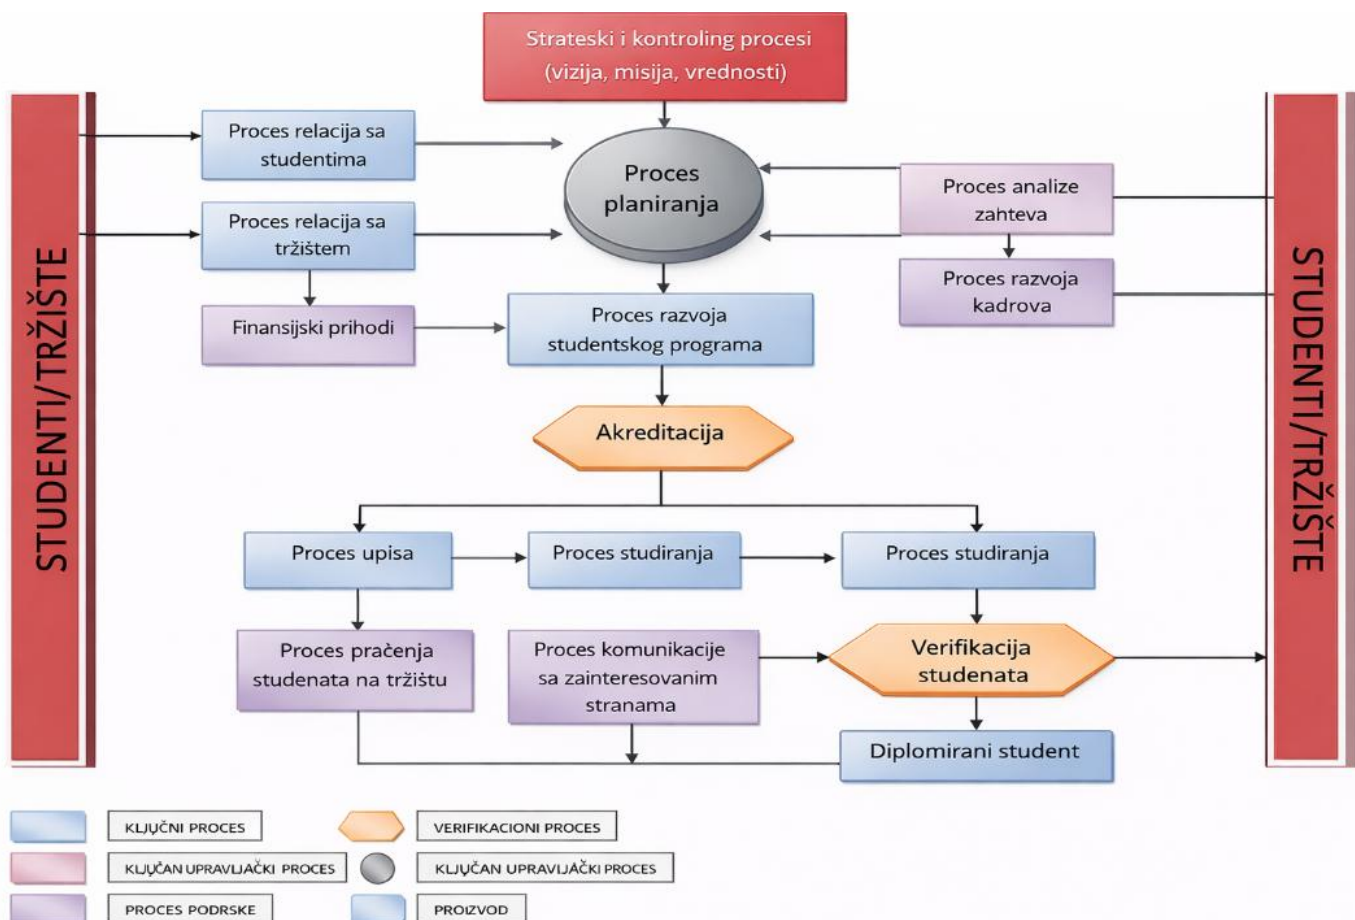 Strateski i kontroling procesi
(vizija, misija, vrednosti)
STUDENTI/TRŽIŠTE
Proces relacija sa
studentima
Proces
planiranja
Proces analize
zahteva
STUDENTI/TRŽIŠTE
Proces relacija sa
tržištem
Proces razvoja
kadrova
Finansijski prihodi
Proces razvoja
studentskog programa
Akreditacija
Proces upisa
Proces studiranja
Proces studiranja
Proces pračenja
studenata na tržištu
Proces komunikacije
sa zainteresovanim
stranama
Verifikacija
studenata
Diplomirani student
KLJUČNI PROCES
VERIFIKACIONI PROCES
KLJUČAN UPRAVLJAČKI PROCES
KLJUČAN UPRAVLJAČKI PROCES
PROCES PODRSKE
PROIZVOD